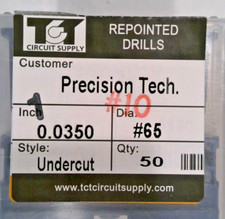 TCT
CIRCUIT SUPPLY
REPOINTED
DRILLS
Customer
Precision Tech.
1
#10
Inch
Dia.
0.0350
#65
Style:
Qty:
Undercut
50
www.tctcircuitsupply.com